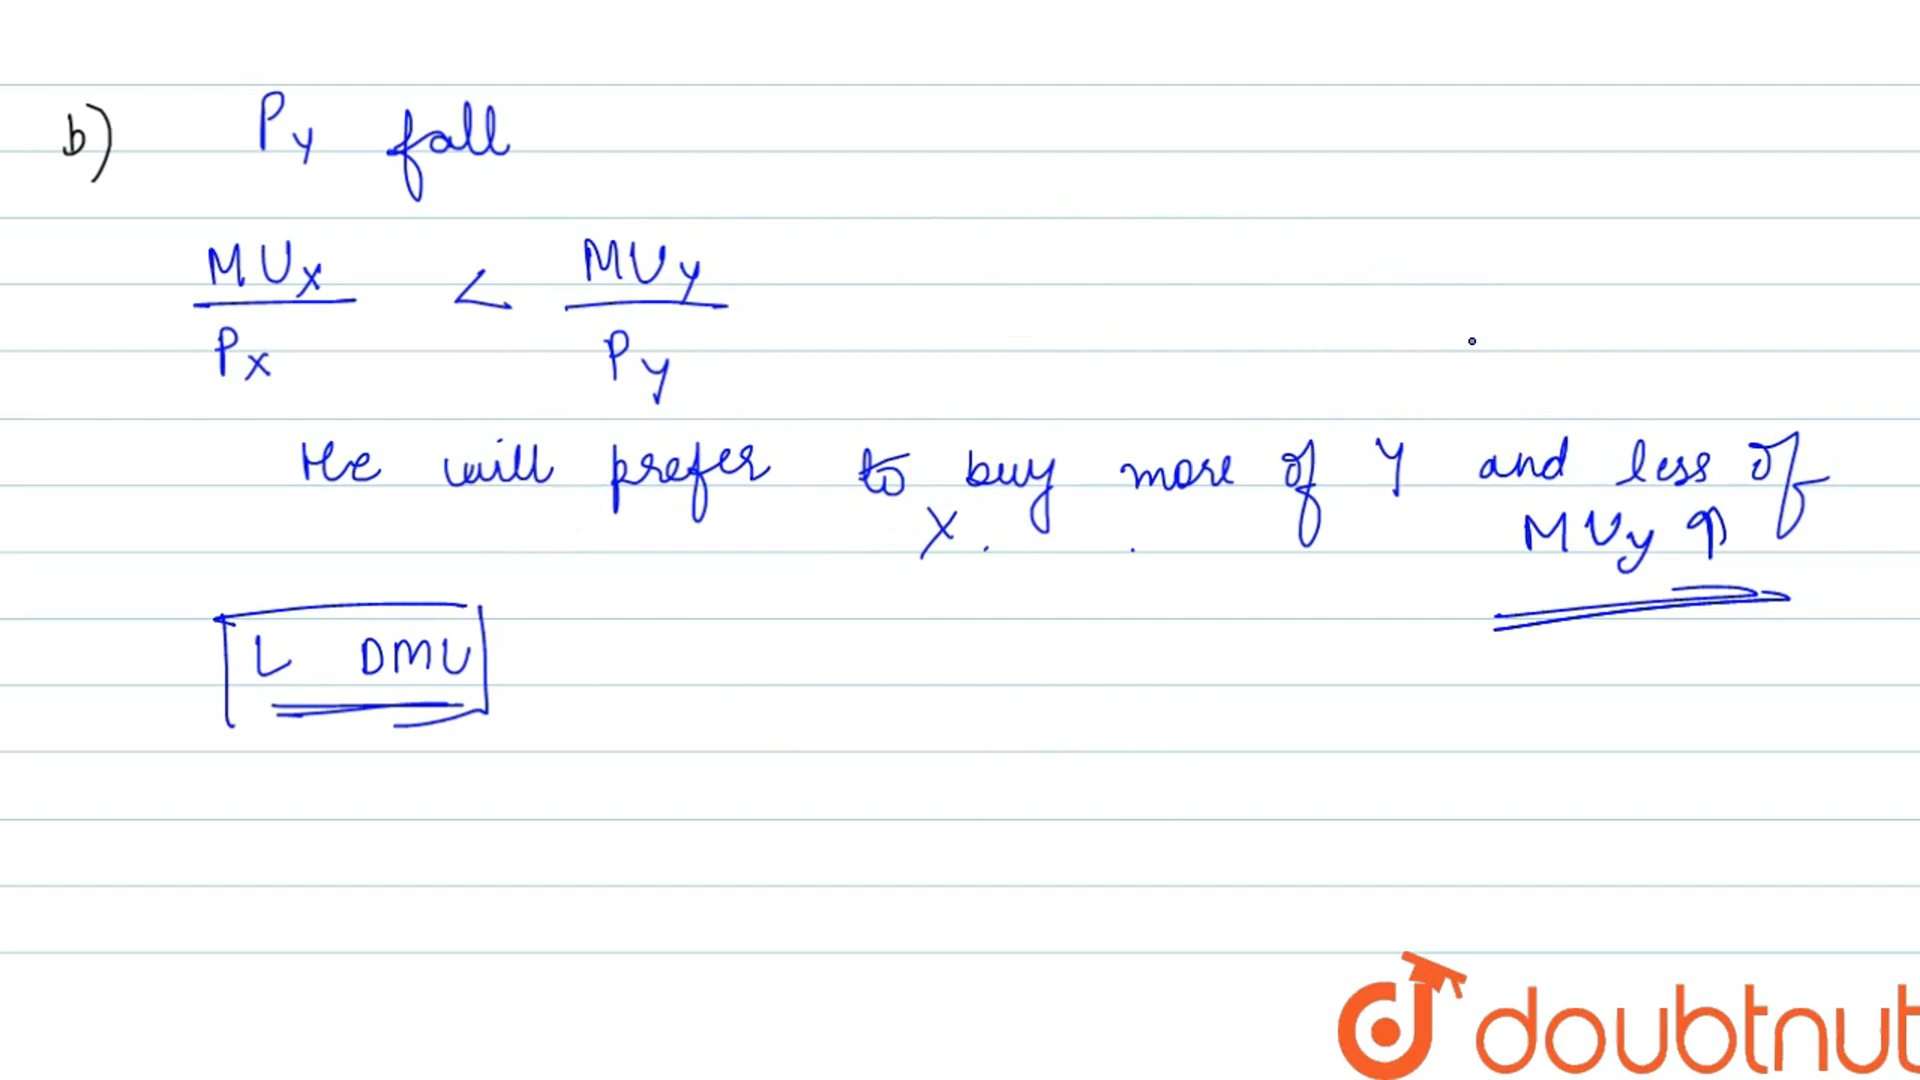 b) Py fall
MUx < MUy
Px Py
He will prefer to buy more of Y and less of
X. MUy ↑
L DMU
doubtnut